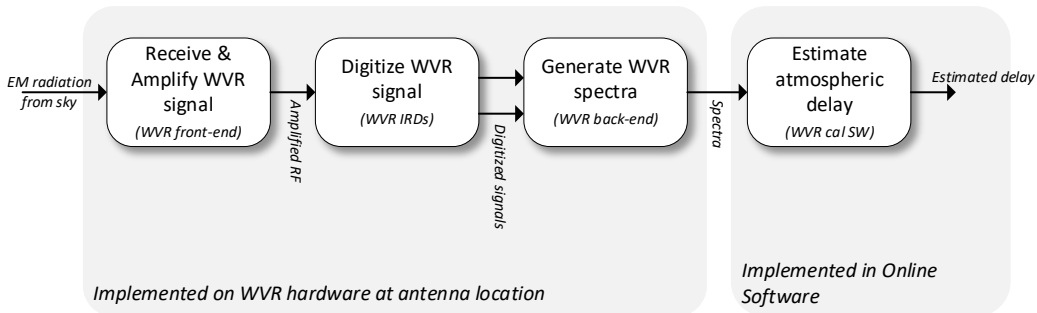 EM radiation
from sky
Receive &
Amplify WVR
signal
(WVR front-end)
Amplified RF
Digitize WVR
signal
(WVR IRDs)
Digitized signals
Generate WVR
spectra
(WVR back-end)
Spectra
Estimate
atmospheric
delay
(WVR cal SW)
Estimated delay
Implemented on WVR hardware at antenna location
Implemented in Online
Software